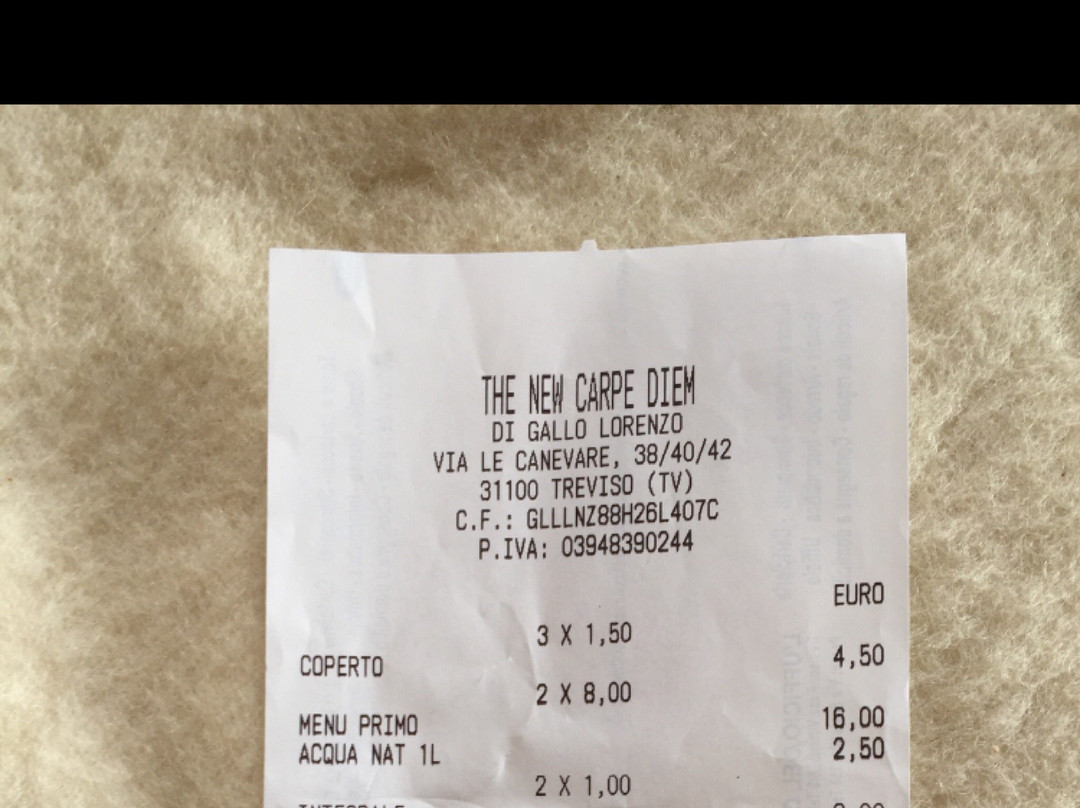 THE NEW CARPE DIEM
DI GALLO LORENZO
VIA LE CANEVARE, 38/40/42
31100 TREVISO (TV)
C.F.: GLLLNZ88H26L407C
P.IVA: 03948390244
EURO
3 X 1,50
COPERTO 4,50
2 X 8,00
MENU PRIMO 16,00
ACQUA NAT 1L 2,50
2 X 1,00